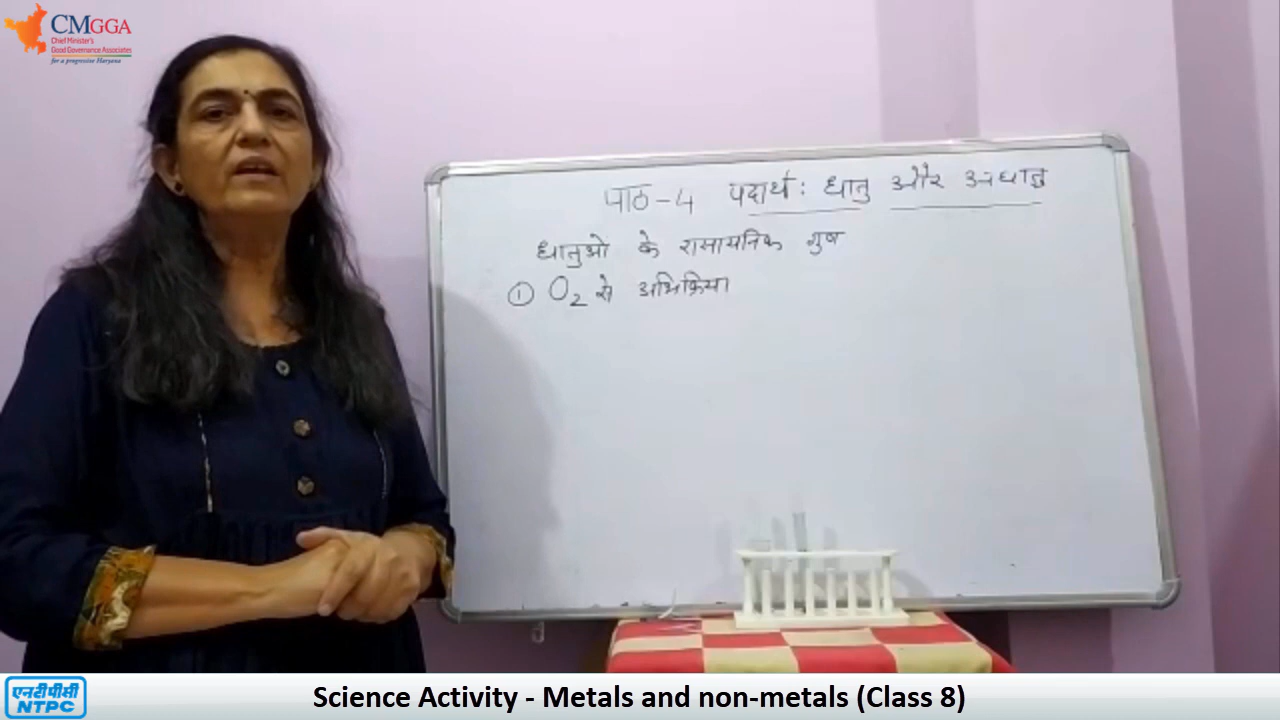 CMGGA
Chief Minister's
Good Governance Associates
for a progressive Haryana
पाठ-4 पदार्थ: धातु और अधातु
धातुओ के रासायनिक गुण
① O₂ से अभिक्रिया
एनटीपीसी
NTPC
Science Activity - Metals and non-metals (Class 8)